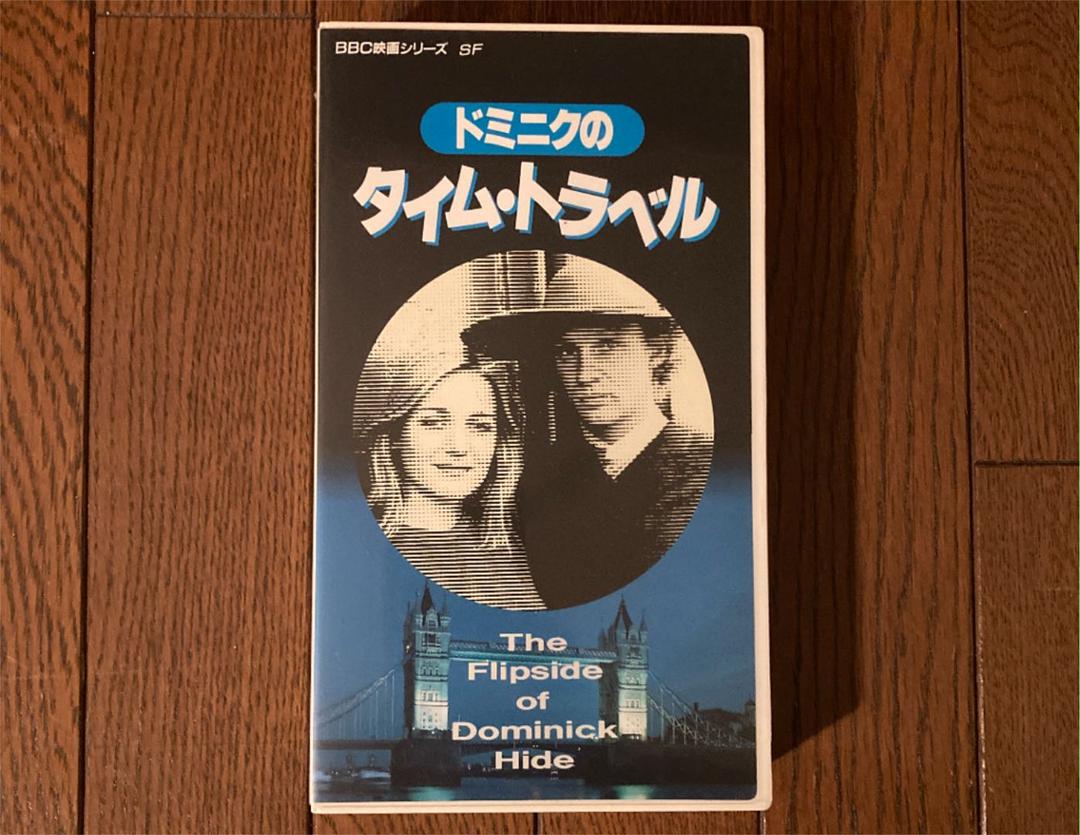 BBC映画シリーズ SF
ドミニクの
タイム・トラベル
The
Flipside
of
Dominick
Hide